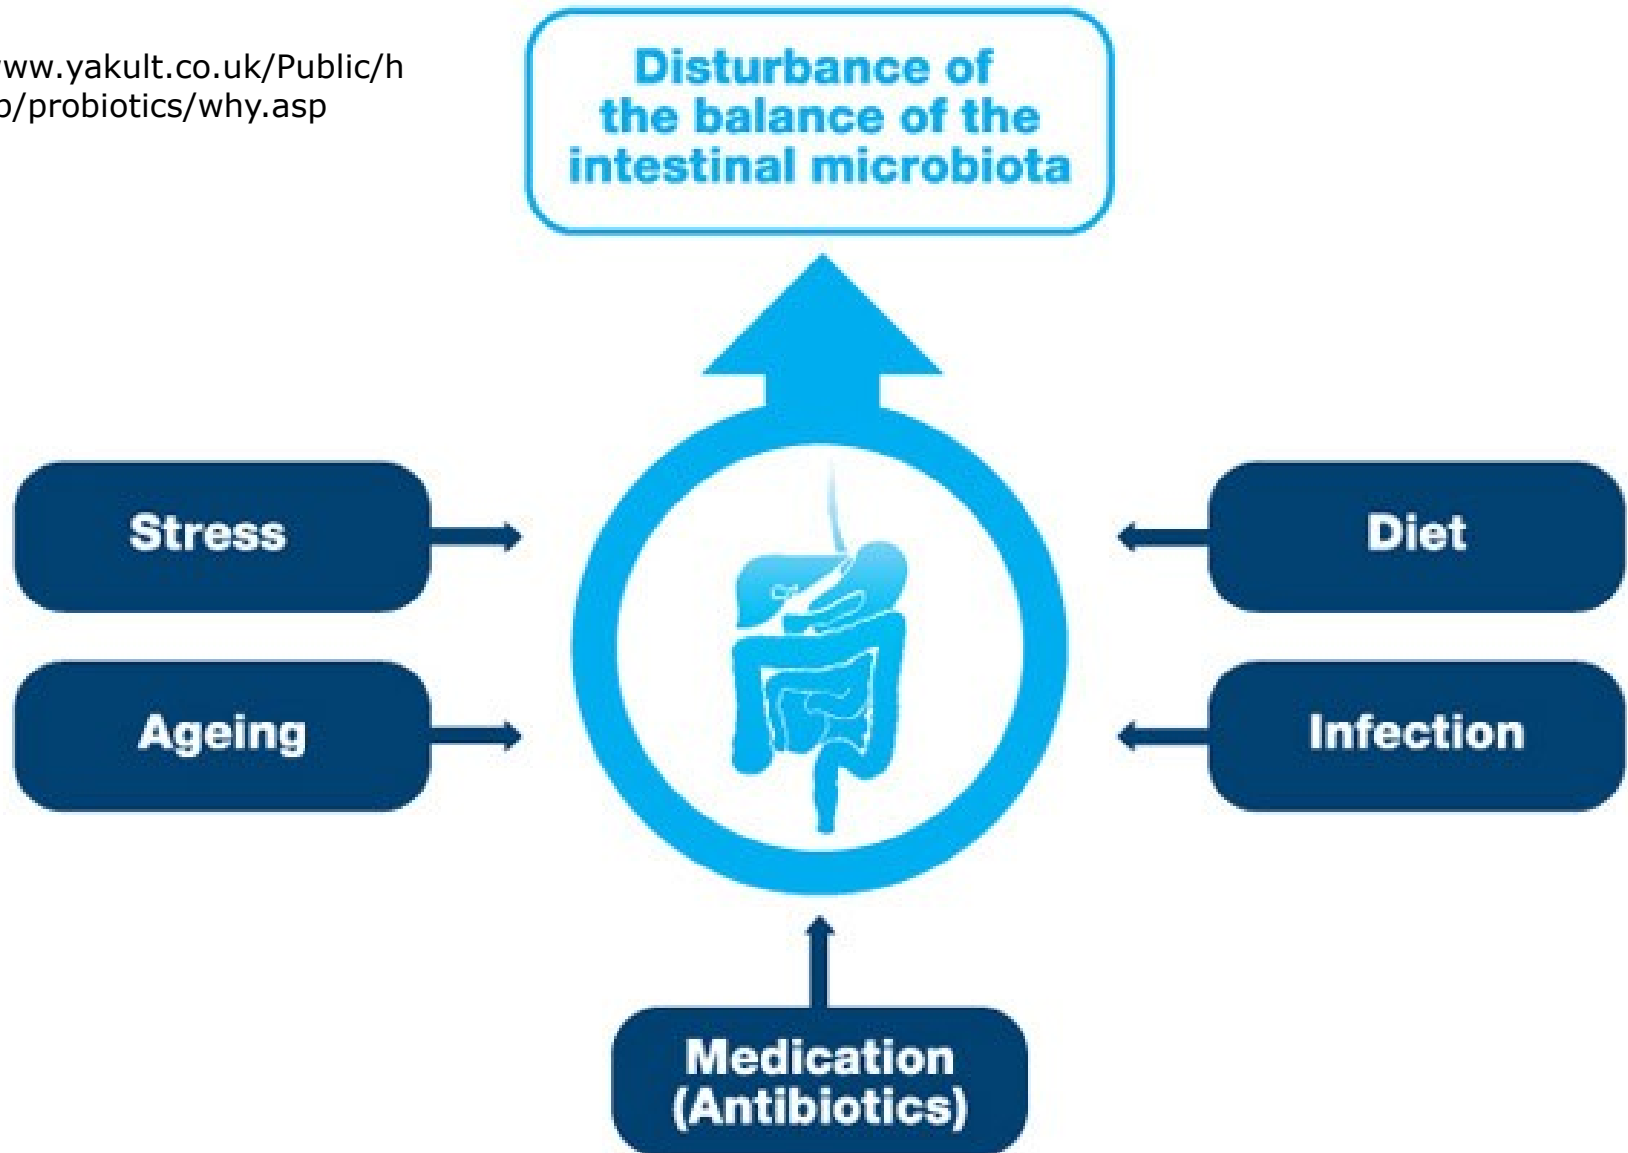 www.yakult.co.uk/Public/h
p/probiotics/why.asp
Disturbance of
the balance of the
intestinal microbiota
Stress
Diet
Ageing
Infection
Medication
(Antibiotics)